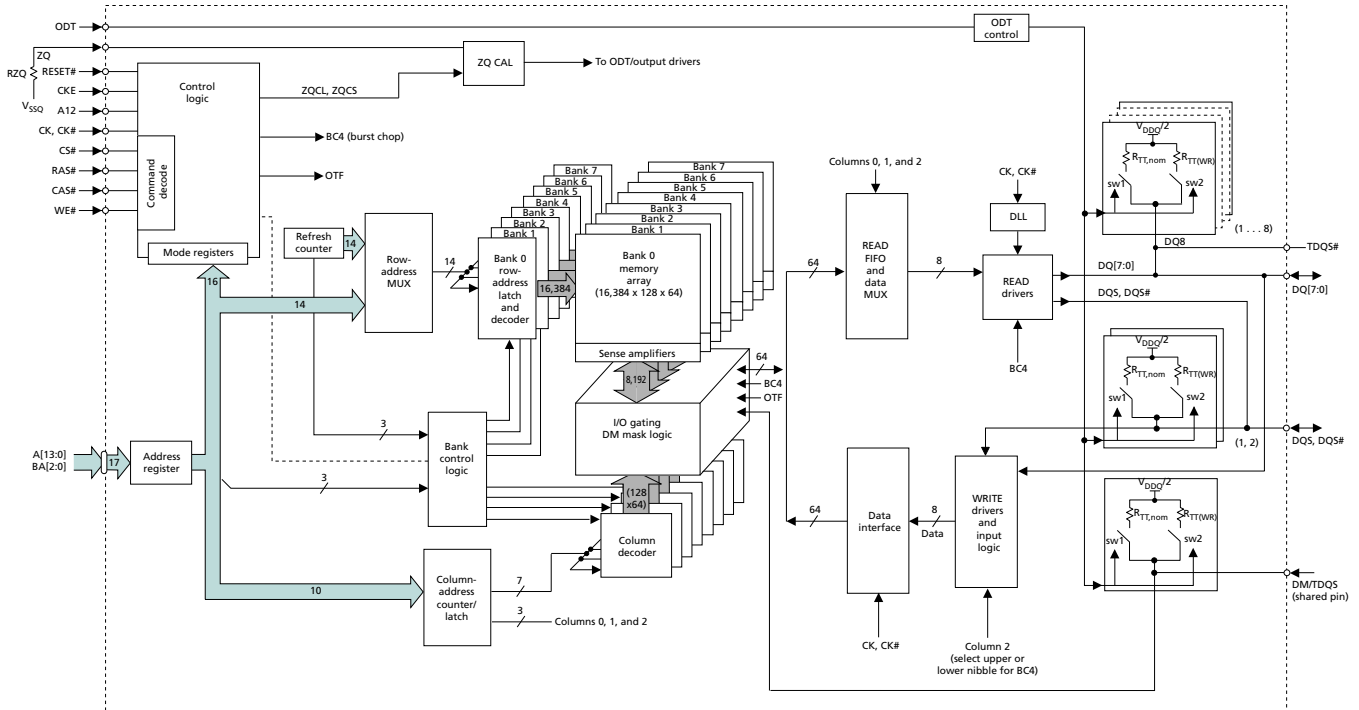 ODT
ODT
control
ZQ
RZQ
VSSQ
RESET#
CKE
A12
CK, CK#
CS#
RAS#
CAS#
WE#
Control
logic
Command
decode
Mode registers
ZQ CAL
To ODT/output drivers
ZQCL, ZQCS
BC4 (burst chop)
OTF
Refresh
counter
14
Row-
address
MUX
14
14
16
Bank 7
Bank 6
Bank 5
Bank 4
Bank 3
Bank 2
Bank 1
Bank 0
row-
address
latch
and
decoder
16,384
Bank 7
Bank 6
Bank 5
Bank 4
Bank 3
Bank 2
Bank 1
Bank 0
memory
array
(16,384 x 128 x 64)
Sense amplifiers
8,192
I/O gating
DM mask logic
64
BC4
OTF
(128
x64)
Column
decoder
A[13:0]
BA[2:0]
17
Address
register
3
3
Bank
control
logic
10
Column-
address
counter/
latch
7
3
Columns 0, 1, and 2
Columns 0, 1, and 2
64
READ
FIFO
and
data
MUX
8
CK, CK#
DLL
READ
drivers
BC4
DQ8
DQ[7:0]
DQS, DQS#
64
Data
interface
CK, CK#
8
Data
WRITE
drivers
and
input
logic
Column 2
(select upper or
lower nibble for BC4)
VDDQ/2
RTT,nom
RTT(WR)
sw1
sw2
(1 . . . 8)
TDQS#
DQ[7:0]
VDDQ/2
RTT,nom
RTT(WR)
sw1
sw2
(1, 2)
DQS, DQS#
VDDQ/2
RTT,nom
RTT(WR)
sw1
sw2
DM/TDQS
(shared pin)